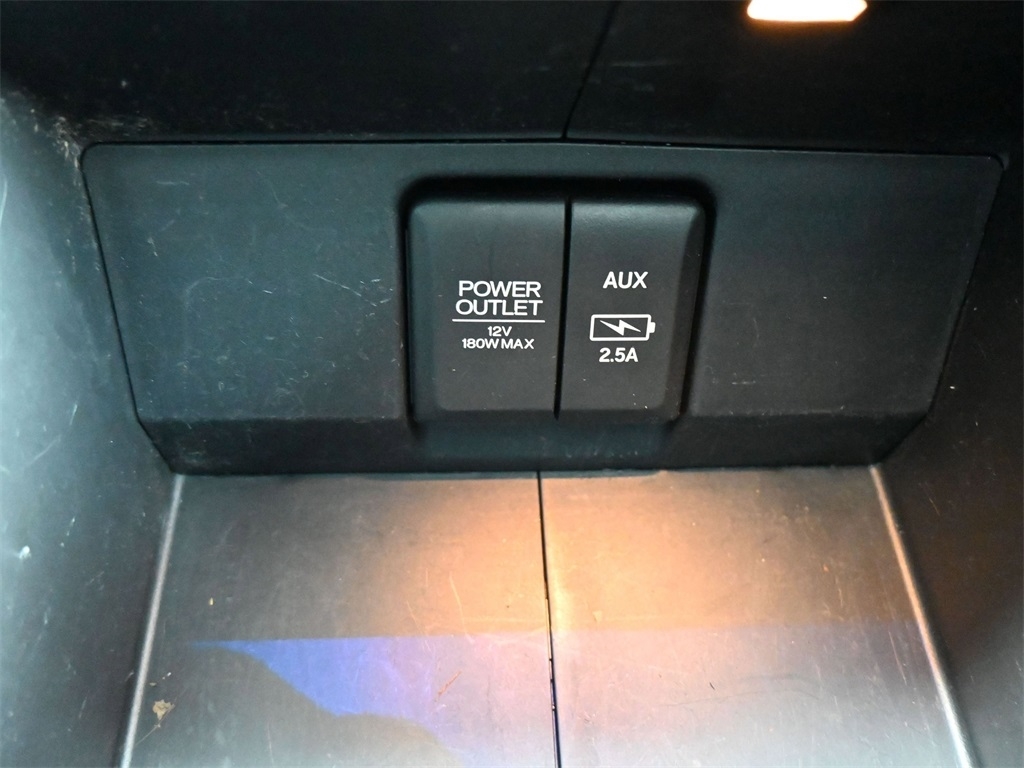 POWER
OUTLET
12V
180W MAX
AUX
2.5A